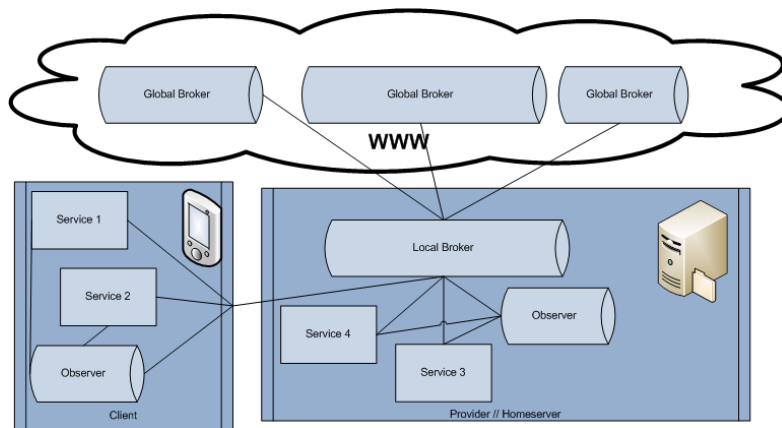 Global Broker
Global Broker
Global Broker
WWW
Service 1
Service 2
Observer
Client
Local Broker
Service 4
Observer
Service 3
Provider // Homeserver